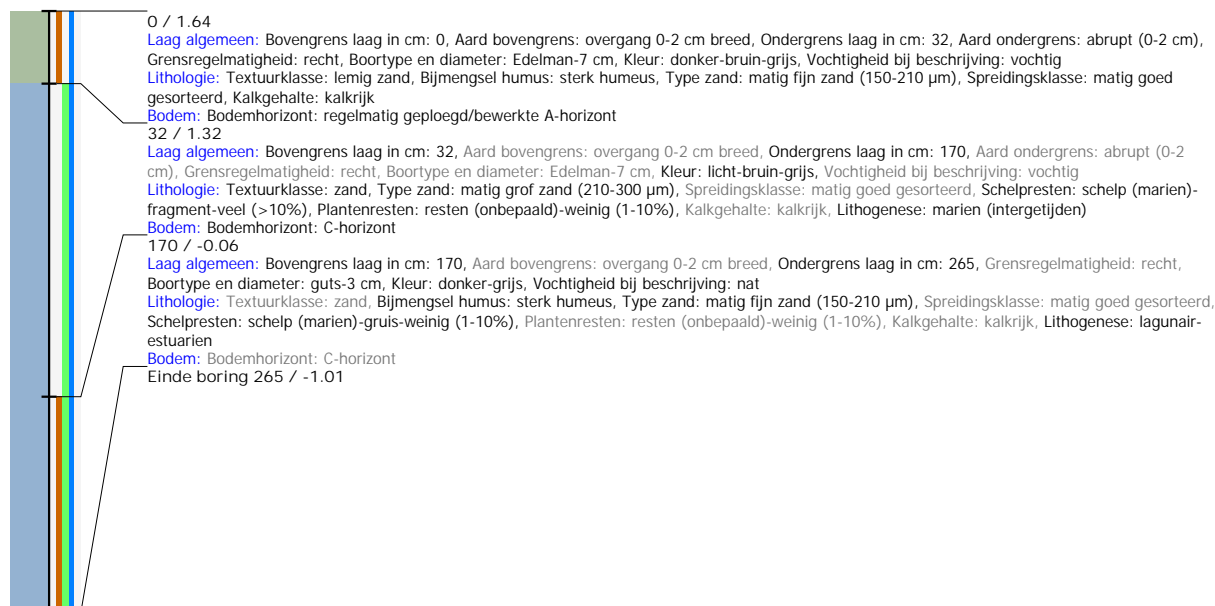 0 / 1.64
Laag algemeen: Bovengrens laag in cm: 0, Aard bovengrens: overgang 0-2 cm breed, Ondergrens laag in cm: 32, Aard ondergrens: abrupt (0-2 cm),
Grensregelmatigheid: recht, Boortype en diameter: Edelman-7 cm, Kleur: donker-bruin-grijs, Vochtigheid bij beschrijving: vochtig
Lithologie: Textuurklasse: lemig zand, Bijmengsel humus: sterk humeus, Type zand: matig fijn zand (150-210 µm), Spreidingsklasse: matig goed
gesorteerd, Kalkgehalte: kalkrijk
Bodem: Bodemhorizont: regelmatig geploegd/bewerkte A-horizont
32 / 1.32
Laag algemeen: Bovengrens laag in cm: 32, Aard bovengrens: overgang 0-2 cm breed, Ondergrens laag in cm: 170, Aard ondergrens: abrupt (0-2
cm), Grensregelmatigheid: recht, Boortype en diameter: Edelman-7 cm, Kleur: licht-bruin-grijs, Vochtigheid bij beschrijving: vochtig
Lithologie: Textuurklasse: zand, Type zand: matig grof zand (210-300 µm), Spreidingsklasse: matig goed gesorteerd, Schelpresten: schelp (marien)-
fragment-veel (>10%), Plantenresten: resten (onbepaald)-weinig (1-10%), Kalkgehalte: kalkrijk, Lithogenese: marien (intergetijden)
Bodem: Bodemhorizont: C-horizont
170 / -0.06
Laag algemeen: Bovengrens laag in cm: 170, Aard bovengrens: overgang 0-2 cm breed, Ondergrens laag in cm: 265, Grensregelmatigheid: recht,
Boortype en diameter: guts-3 cm, Kleur: donker-grijs, Vochtigheid bij beschrijving: nat
Lithologie: Textuurklasse: zand, Bijmengsel humus: sterk humeus, Type zand: matig fijn zand (150-210 µm), Spreidingsklasse: matig goed gesorteerd,
Schelpresten: schelp (marien)-gruis-weinig (1-10%), Plantenresten: resten (onbepaald)-weinig (1-10%), Kalkgehalte: kalkrijk, Lithogenese: lagunair-
estuarien
Bodem: Bodemhorizont: C-horizont
Einde boring 265 / -1.01